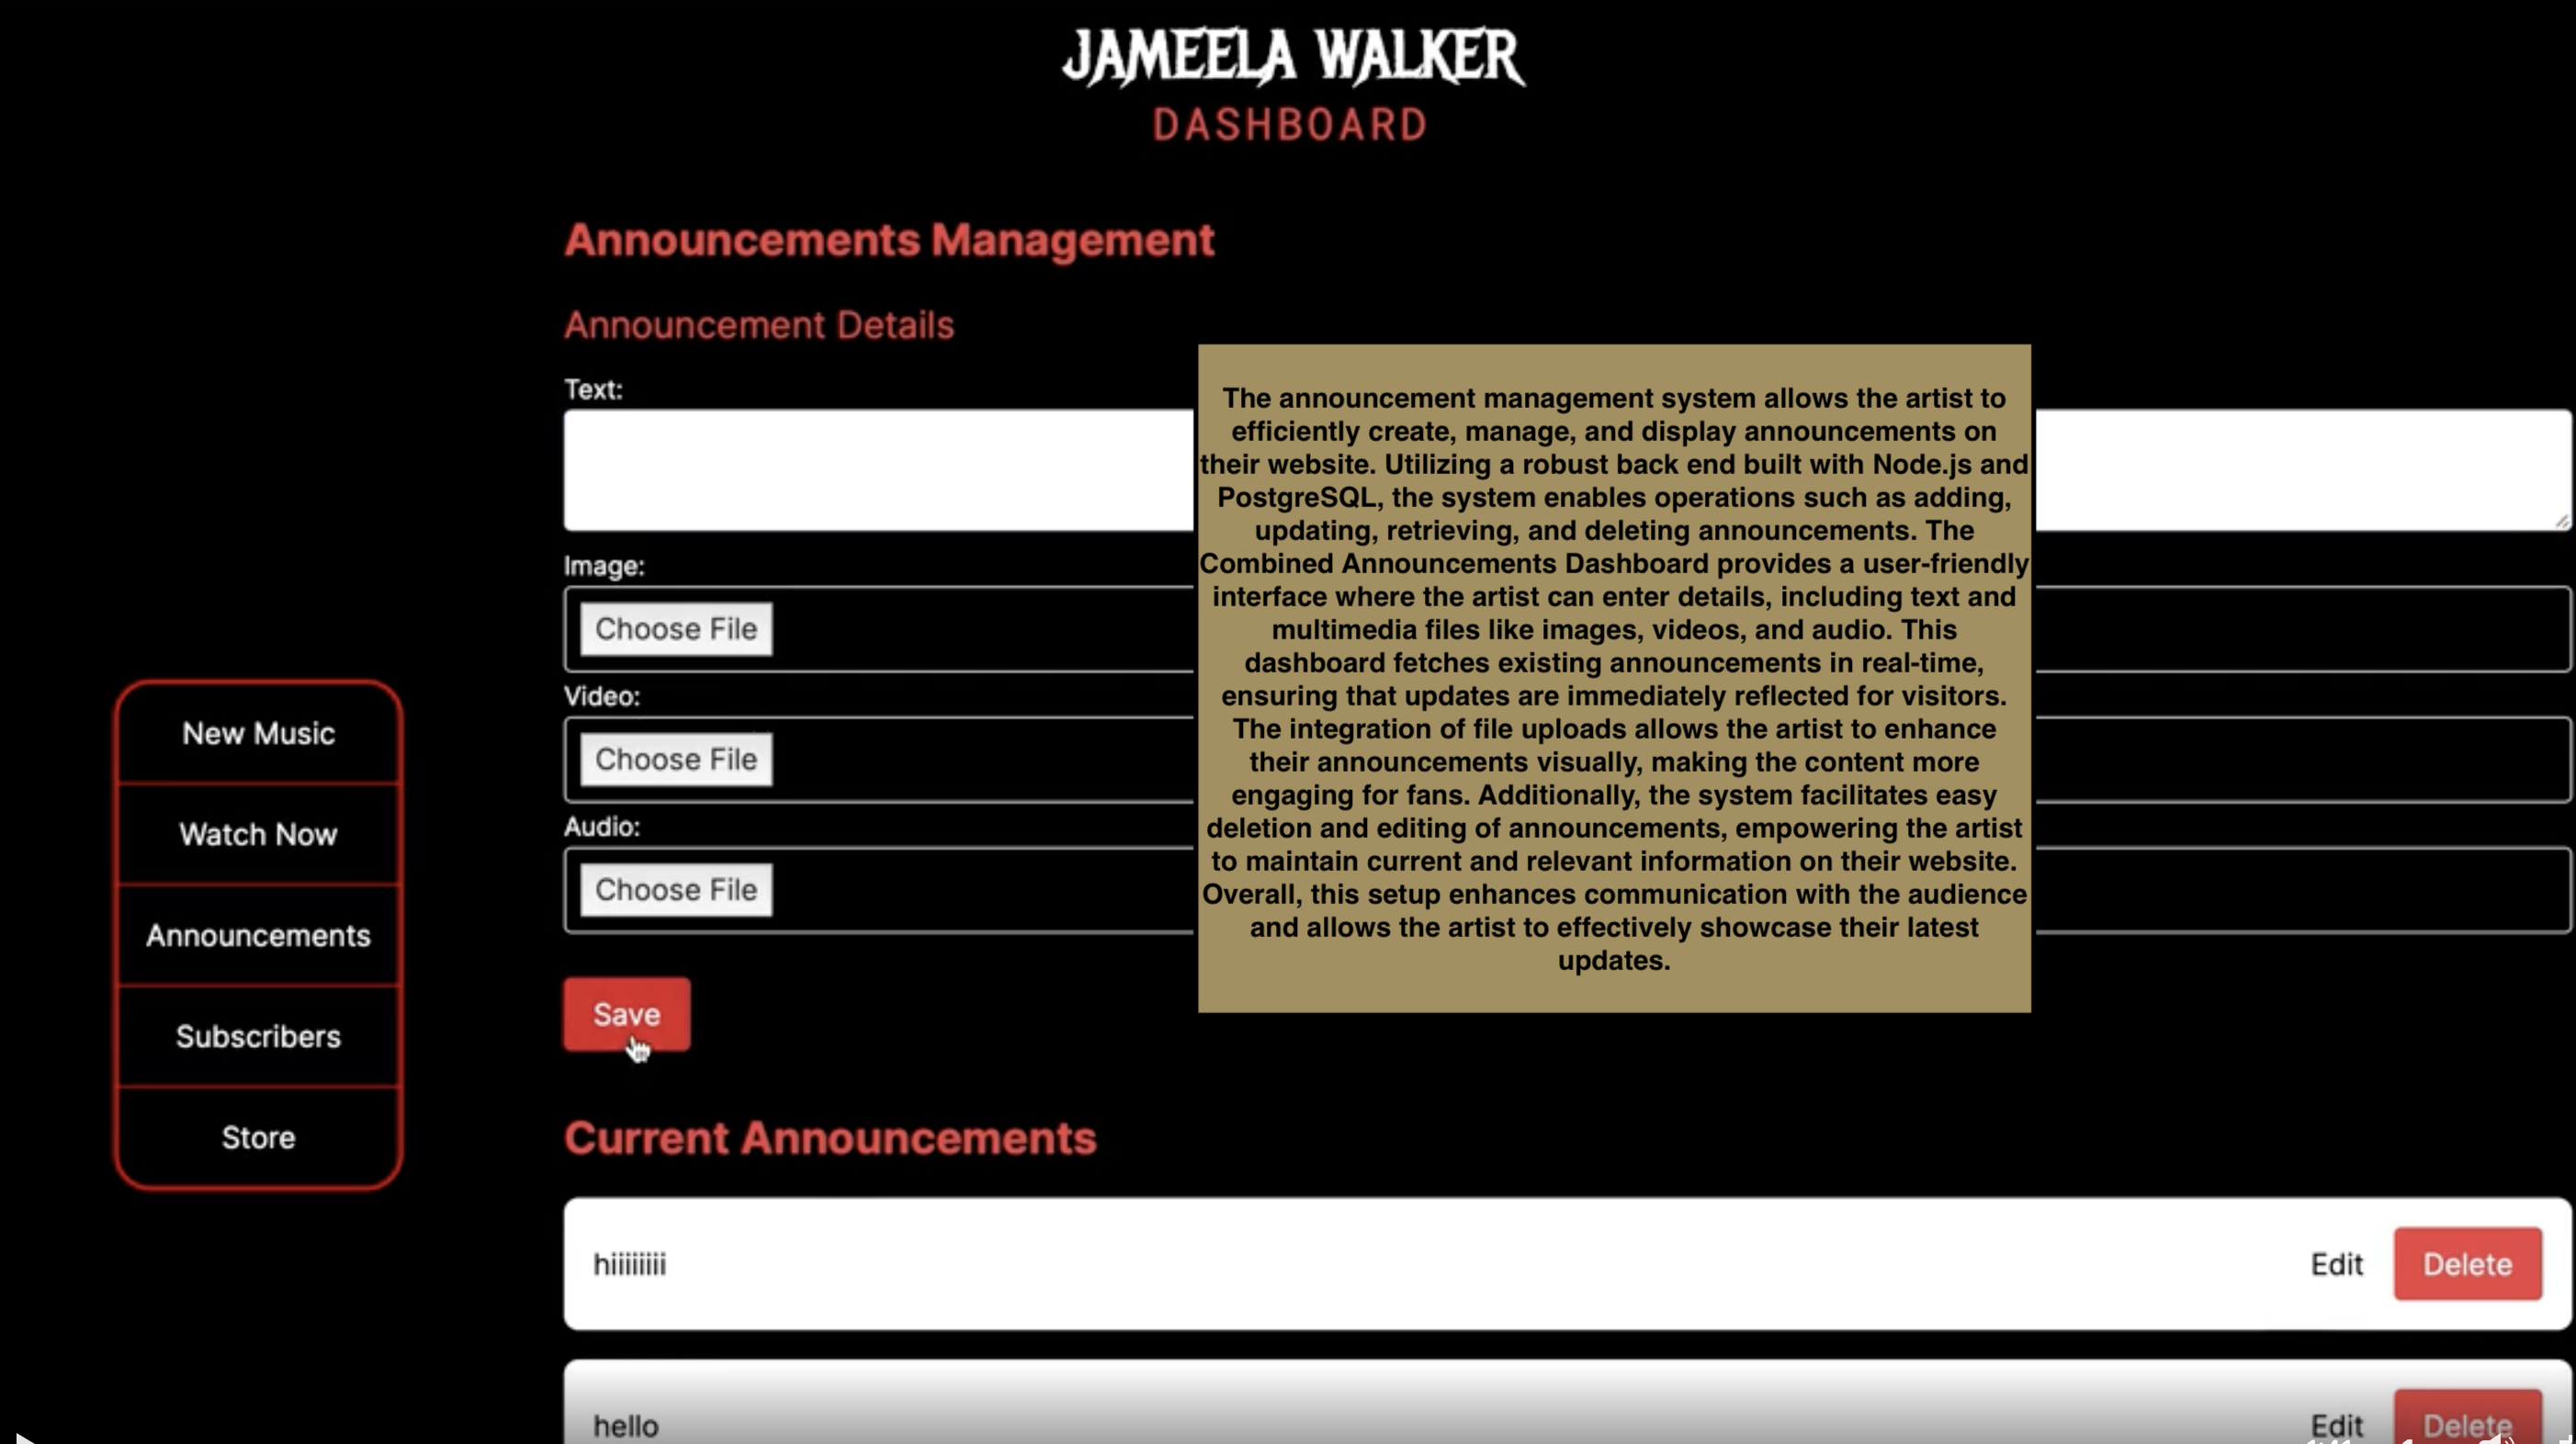 JAMEELA WALKER
DASHBOARD
Announcements Management
Announcement Details
Text:
Image:
Choose File
Video:
Choose File
Audio:
Choose File
Save
New Music
Watch Now
Announcements
Subscribers
Store
The announcement management system allows the artist to
efficiently create, manage, and display announcements on
their website. Utilizing a robust back end built with Node.js and
PostgreSQL, the system enables operations such as adding,
updating, retrieving, and deleting announcements. The
Combined Announcements Dashboard provides a user-friendly
interface where the artist can enter details, including text and
multimedia files like images, videos, and audio. This
dashboard fetches existing announcements in real-time,
ensuring that updates are immediately reflected for visitors.
The integration of file uploads allows the artist to enhance
their announcements visually, making the content more
engaging for fans. Additionally, the system facilitates easy
deletion and editing of announcements, empowering the artist
to maintain current and relevant information on their website.
Overall, this setup enhances communication with the audience
and allows the artist to effectively showcase their latest
updates.
Current Announcements
hiiiiiiiii
Edit
Delete
hello
Edit
Delete